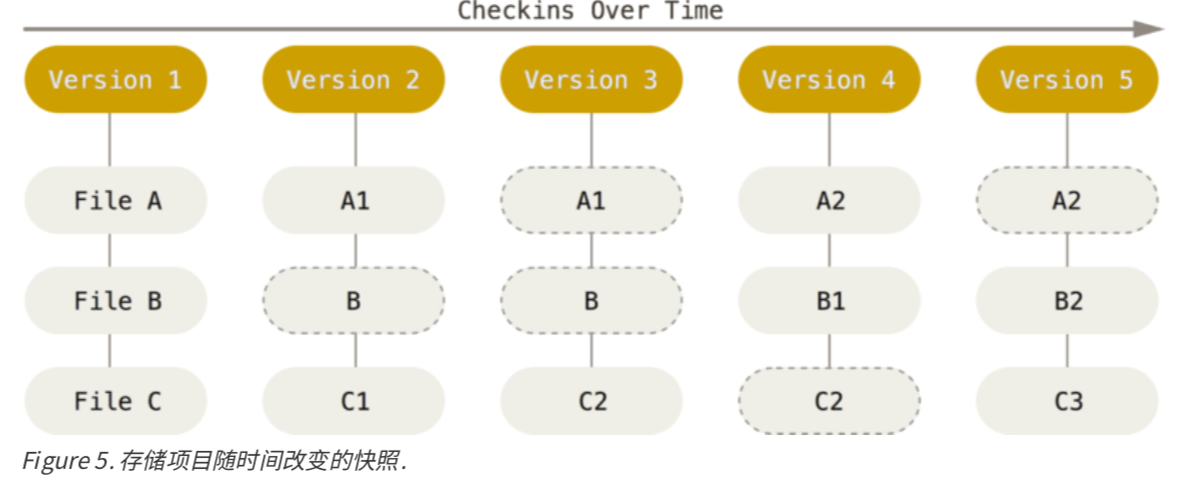 Checkins Over Time
Version 1 Version 2 Version 3 Version 4 Version 5
File A A1 A1 A2 A2
File B B B B1 B2
File C C1 C2 C2 C3
Figure 5. 存储项目随时间改变的快照.